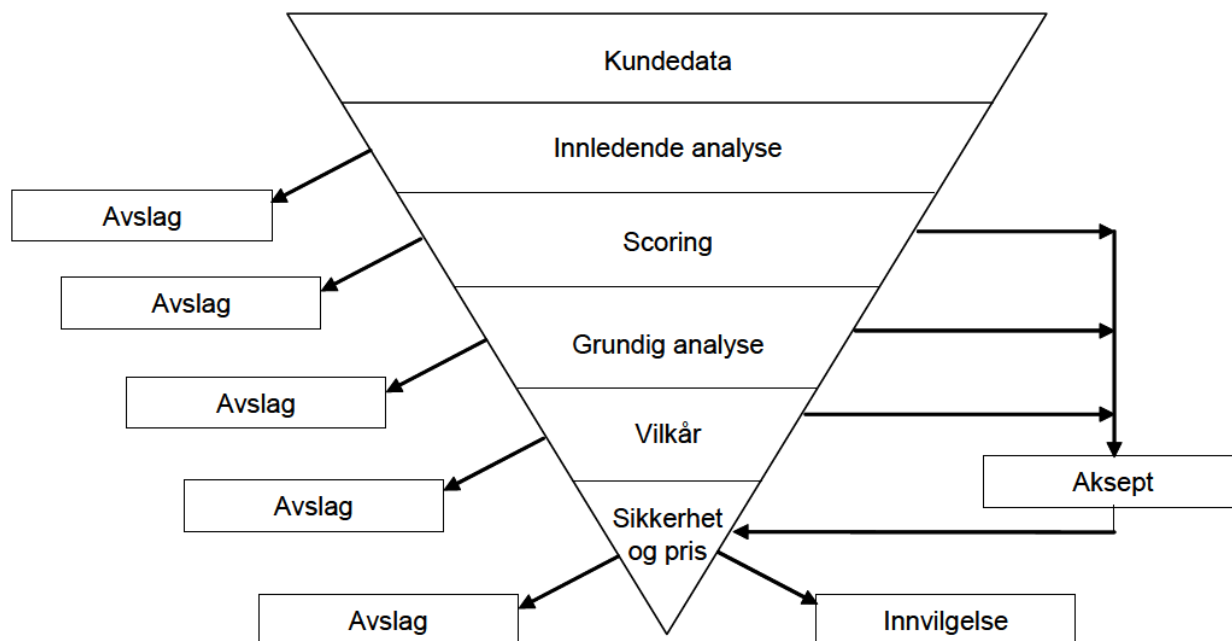 Kundedata
Innledende analyse
Avslag
Scoring
Avslag
Grundig analyse
Avslag
Vilkår
Aksept
Avslag
Sikkerhet
og pris
Avslag
Innvilgelse